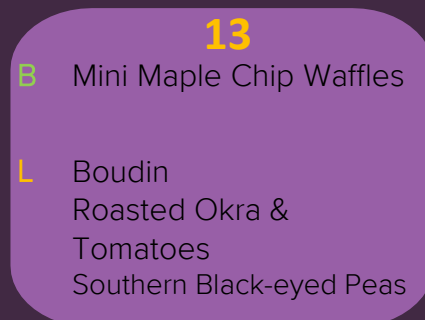 13
B Mini Maple Chip Waffles
L Boudin
Roasted Okra &
Tomatoes
Southern Black-eyed Peas